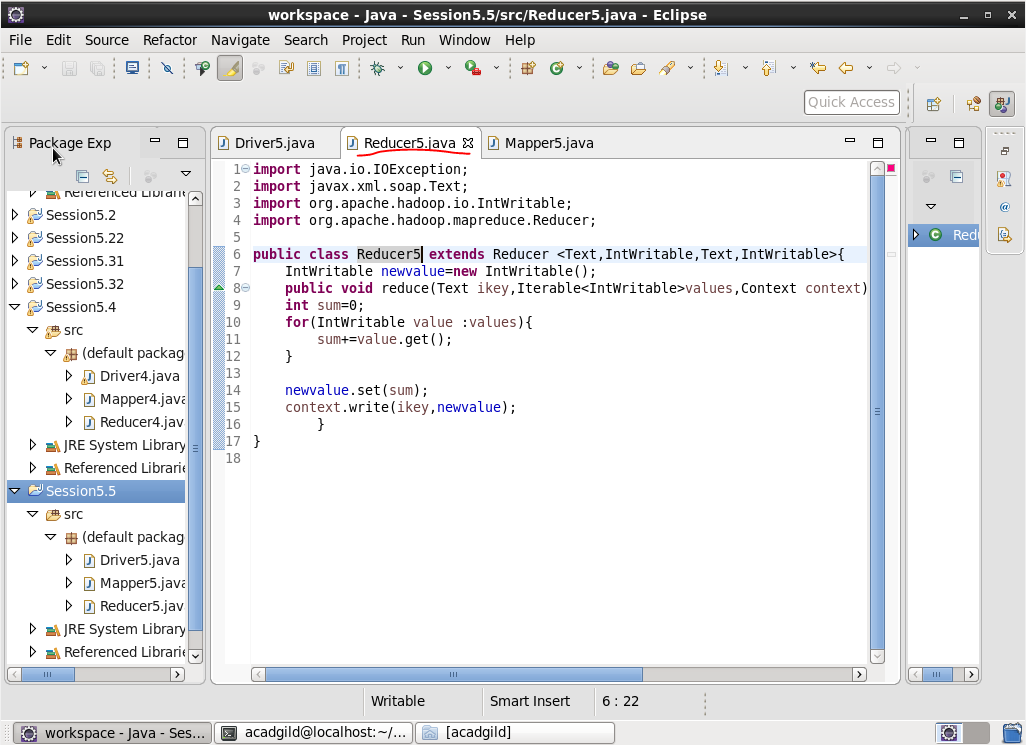 workspace - Java - Session5.5/src/Reducer5.java - Eclipse
File Edit Source Refactor Navigate Search Project Run Window Help
Quick Access
Package Exp
Driver5.java Reducer5.java Mapper5.java
Referenced Librarie
Session5.2
Session5.22
Session5.31
Session5.32
Session5.4
src
(default packag
Driver4.java
Mapper4.java
Reducer4.jav
JRE System Library
Referenced Librarie
Session5.5
src
(default packag
Driver5.java
Mapper5.java
Reducer5.jav
JRE System Library
Referenced Librarie
1 import java.io.IOException;
2 import javax.xml.soap.Text;
3 import org.apache.hadoop.io.IntWritable;
4 import org.apache.hadoop.mapreduce.Reducer;
5
6 public class Reducer5 extends Reducer <Text,IntWritable,Text,IntWritable>{
7 IntWritable newvalue=new IntWritable();
8 public void reduce(Text ikey,Iterable<IntWritable>values,Context context)
9 int sum=0;
10 for(IntWritable value :values){
11 sum+=value.get();
12 }
13
14 newvalue.set(sum);
15 context.write(ikey,newvalue);
16 }
17 }
18
Redu
Writable Smart Insert 6 : 22
workspace - Java - Ses... acadgild@localhost:~/... [acadgild]